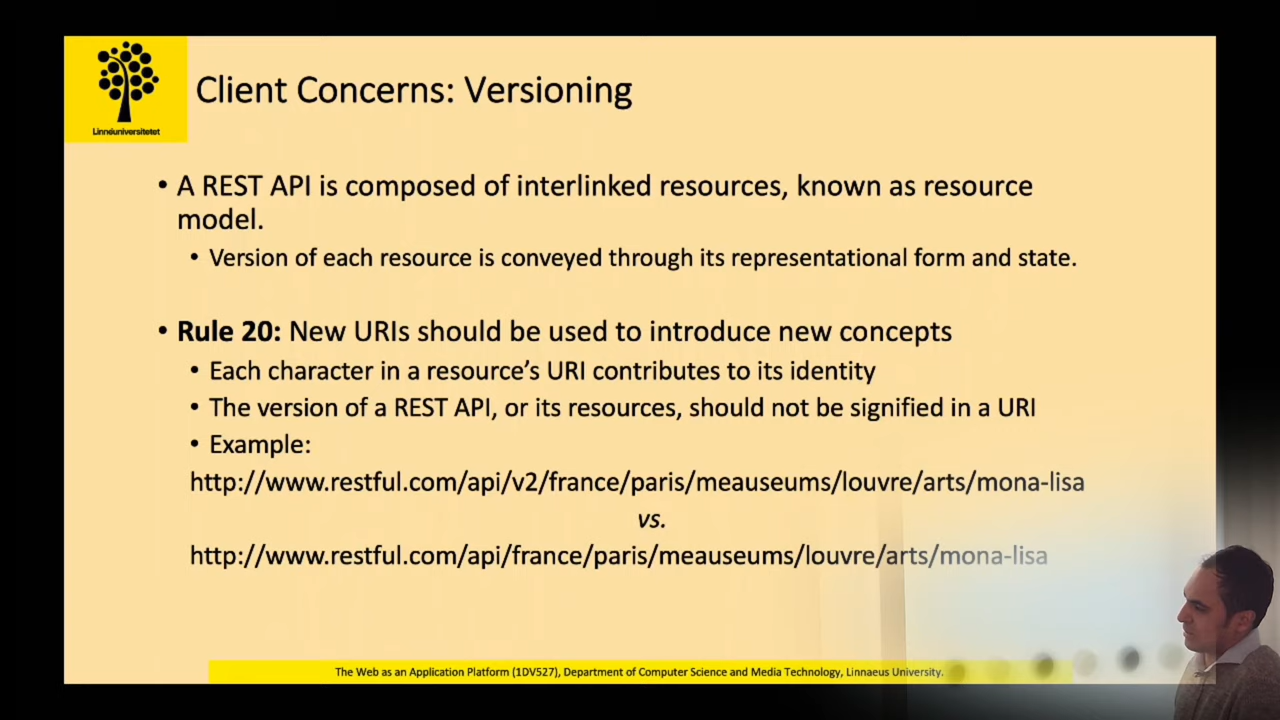 Linnéuniversitetet
Client Concerns: Versioning
• A REST API is composed of interlinked resources, known as resource
model.
• Version of each resource is conveyed through its representational form and state.
• Rule 20: New URIs should be used to introduce new concepts
• Each character in a resource’s URI contributes to its identity
• The version of a REST API, or its resources, should not be signified in a URI
• Example:
http://www.restful.com/api/v2/france/paris/meauseums/louvre/arts/mona-lisa
vs.
http://www.restful.com/api/france/paris/meauseums/louvre/arts/mona-lisa
The Web as an Application Platform (1DV527), Department of Computer Science and Media Technology, Linnaeus University.